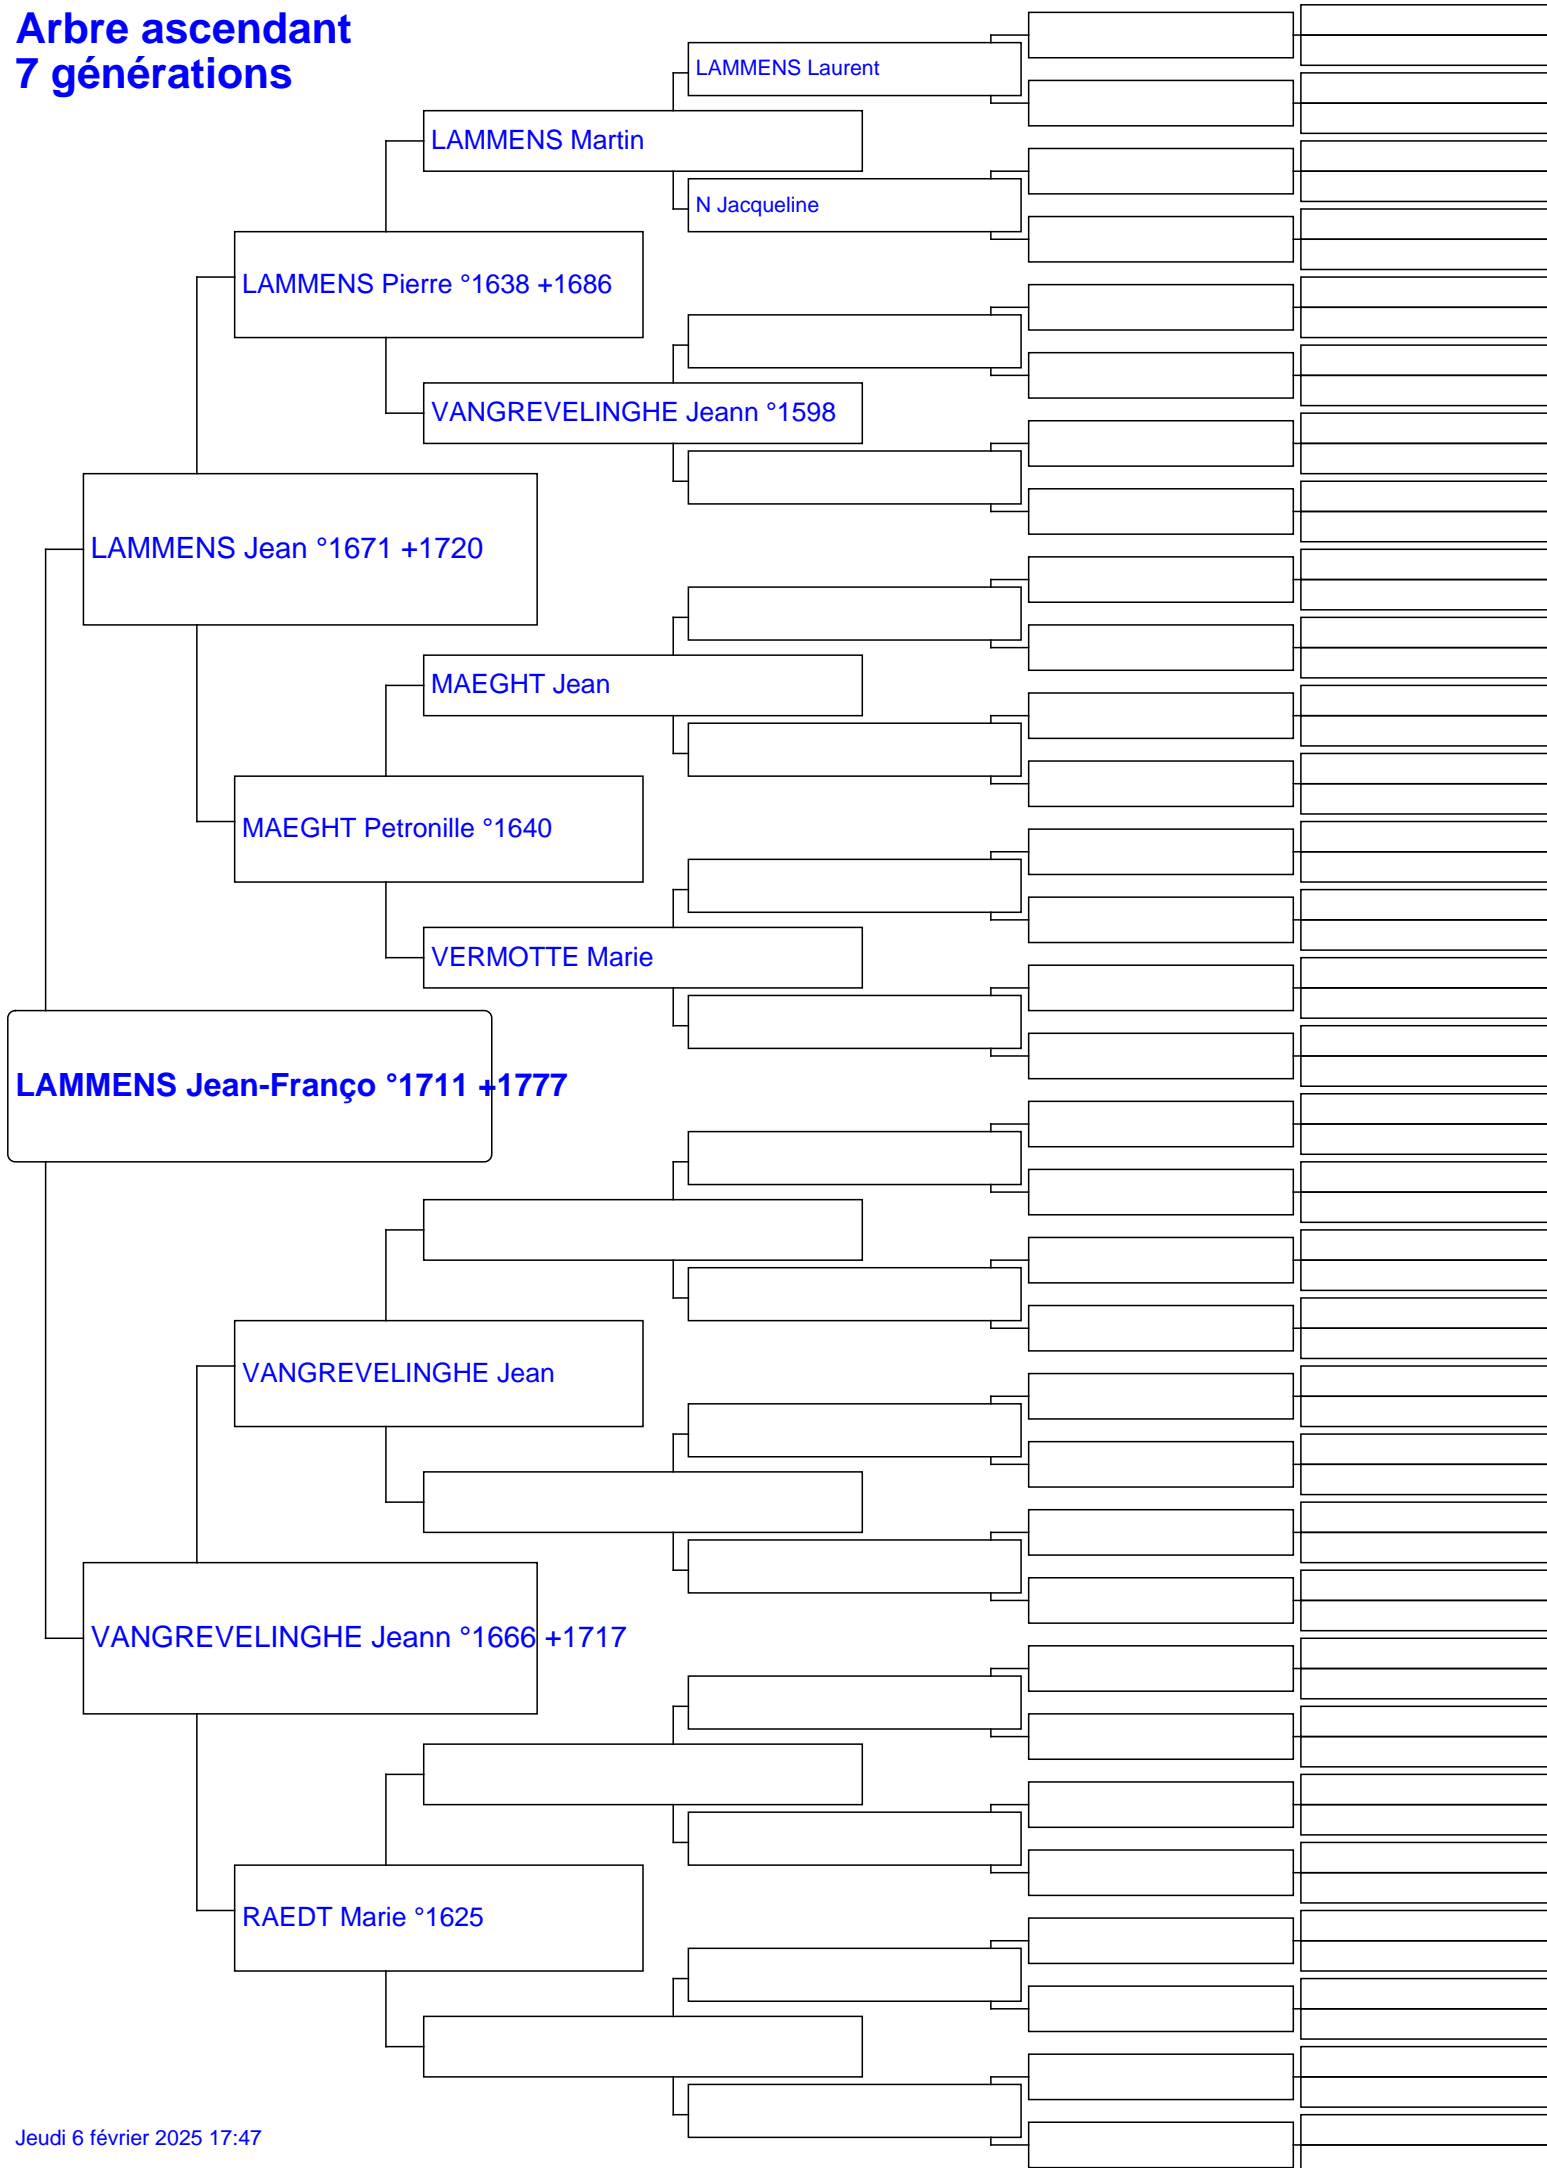 Arbre ascendant
7 générations
LAMMENS Laurent
LAMMENS Martin
N Jacqueline
LAMMENS Pierre °1638 +1686
VANGREVELINGHE Jeann °1598
LAMMENS Jean °1671 +1720
MAEGHT Jean
MAEGHT Petronille °1640
VERMOTTE Marie
LAMMENS Jean-Franço °1711 +1777
VANGREVELINGHE Jean
VANGREVELINGHE Jeann °1666 +1717
RAEDT Marie °1625
Jeudi 6 février 2025 17:47